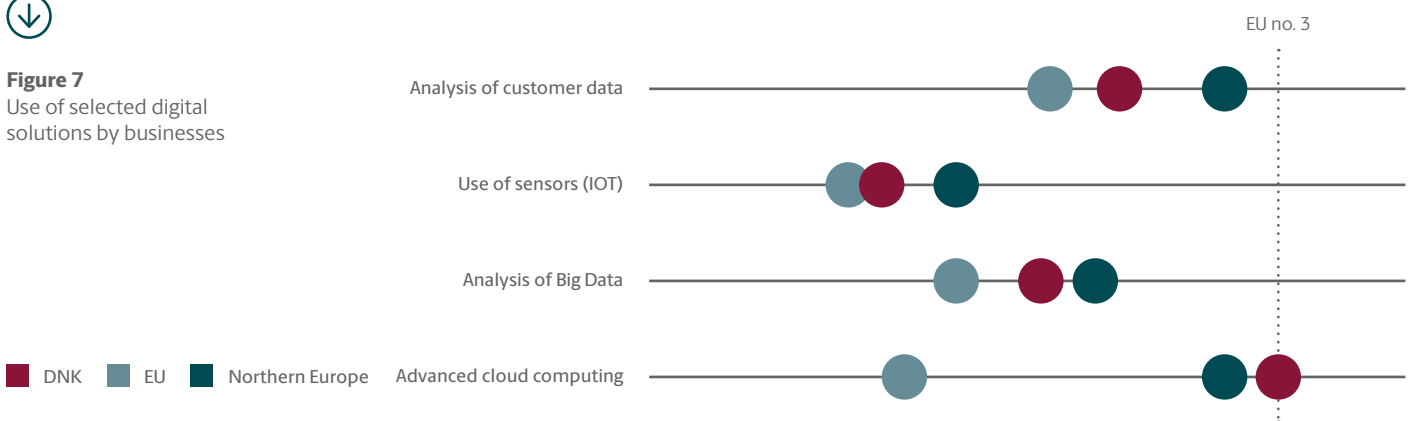 EU no. 3
Figure 7
Use of selected digital
solutions by businesses
Analysis of customer data
Use of sensors (IOT)
Analysis of Big Data
Advanced cloud computing
DNK
EU
Northern Europe